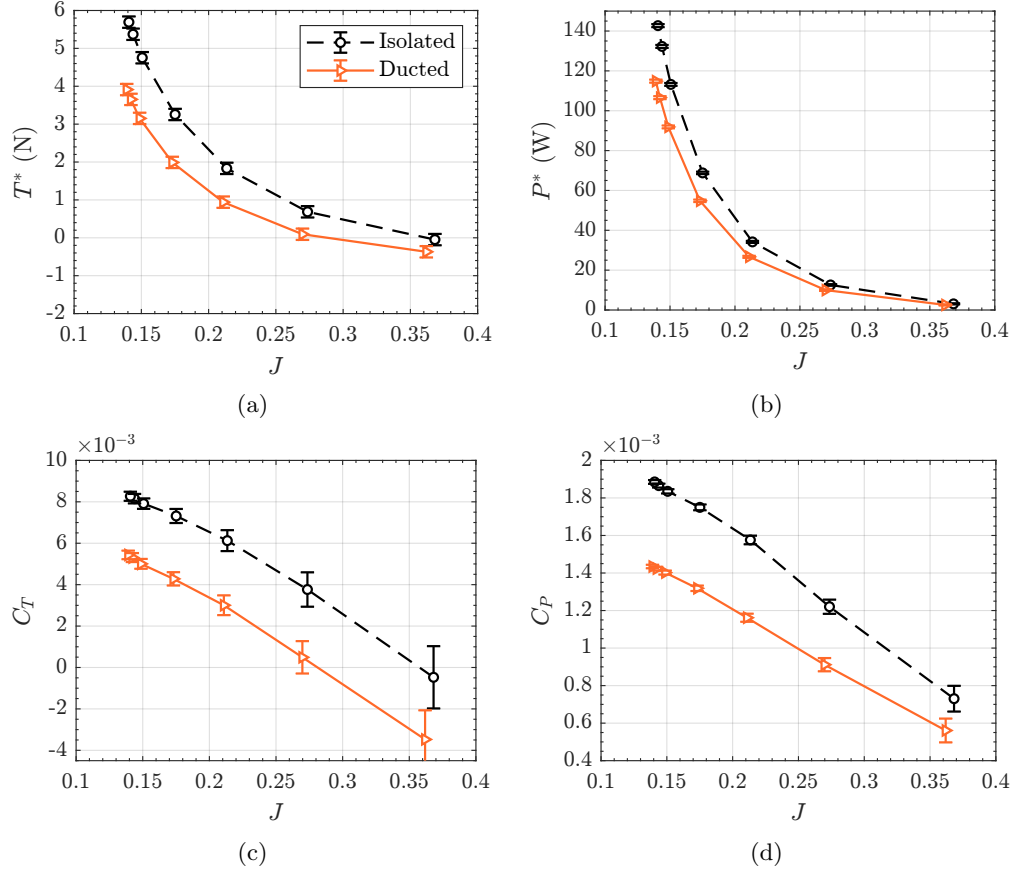 6
5
4
3
2
1
0
-1
-2
T* (N)
0.1 0.15 0.2 0.25 0.3 0.35 0.4
J
Isolated
Ducted
(a)
140
120
100
80
60
40
20
0
P* (W)
0.1 0.15 0.2 0.25 0.3 0.35 0.4
J
(b)
×10⁻³
10
8
6
4
2
0
-2
-4
C_T
0.1 0.15 0.2 0.25 0.3 0.35 0.4
J
(c)
×10⁻³
2
1.8
1.6
1.4
1.2
1
0.8
0.6
0.4
C_P
0.1 0.15 0.2 0.25 0.3 0.35 0.4
J
(d)